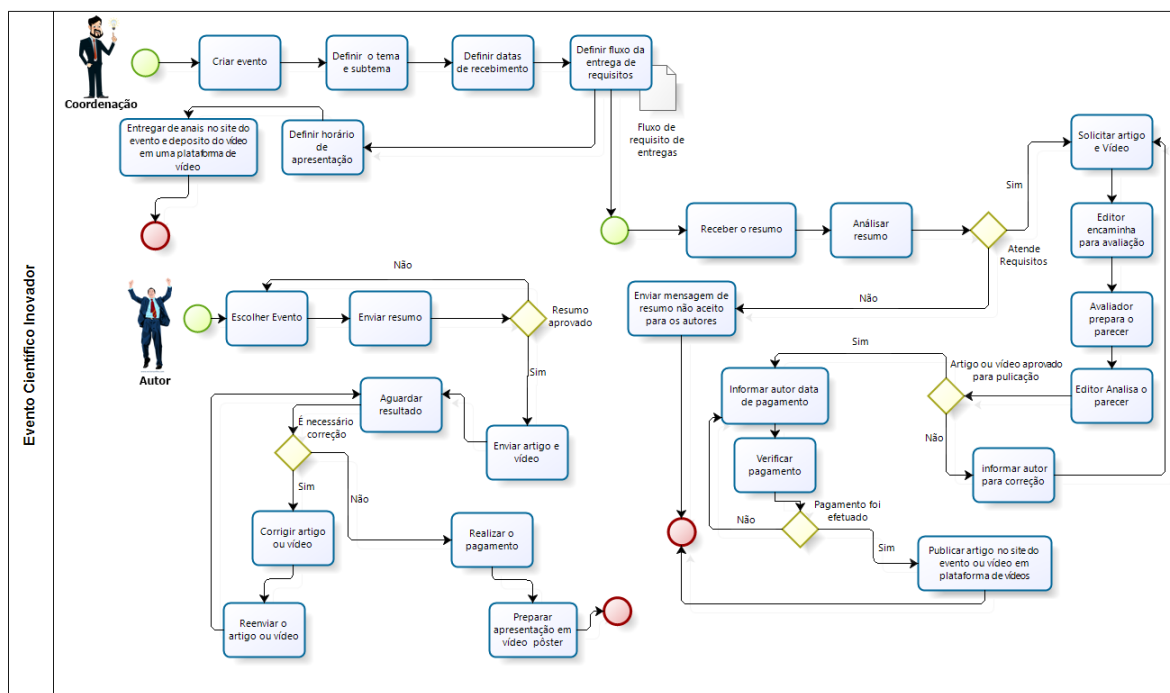 Evento Científico Inovador
Coordenação
Criar evento
Definir o tema
e subtema
Definir datas
de recebimento
Definir fluxo da
entrega de
requisitos
Fluxo de
requisito de
entregas
Entregar de anais no site do
evento e deposito do vídeo
em uma plataforma de
vídeo
Definir horário
de
apresentação
Receber o resumo
Análisar
resumo
Atende
Requisitos
Sim
Não
Solicitar artigo
e Vídeo
Editor
encaminha
para avaliação
Avaliador
prepara o
parecer
Editor Analisa o
parecer
Enviar mensagem de
resumo não aceito
para os autores
Artigo ou vídeo aprovado
para pulicação
Sim
Não
informar autor
para correção
Informar autor data
de pagamento
Verificar
pagamento
Pagamento foi
efetuado
Não
Sim
Publicar artigo no site do
evento ou vídeo em
plataforma de vídeos
Autor
Escolher Evento
Enviar resumo
Resumo
aprovado
Não
Sim
Enviar artigo e
vídeo
Aguardar
resultado
É necessário
correção
Sim
Não
Corrigir artigo
ou vídeo
Reenviar o
artigo ou vídeo
Realizar o
pagamento
Preparar
apresentação em
vídeo pôster